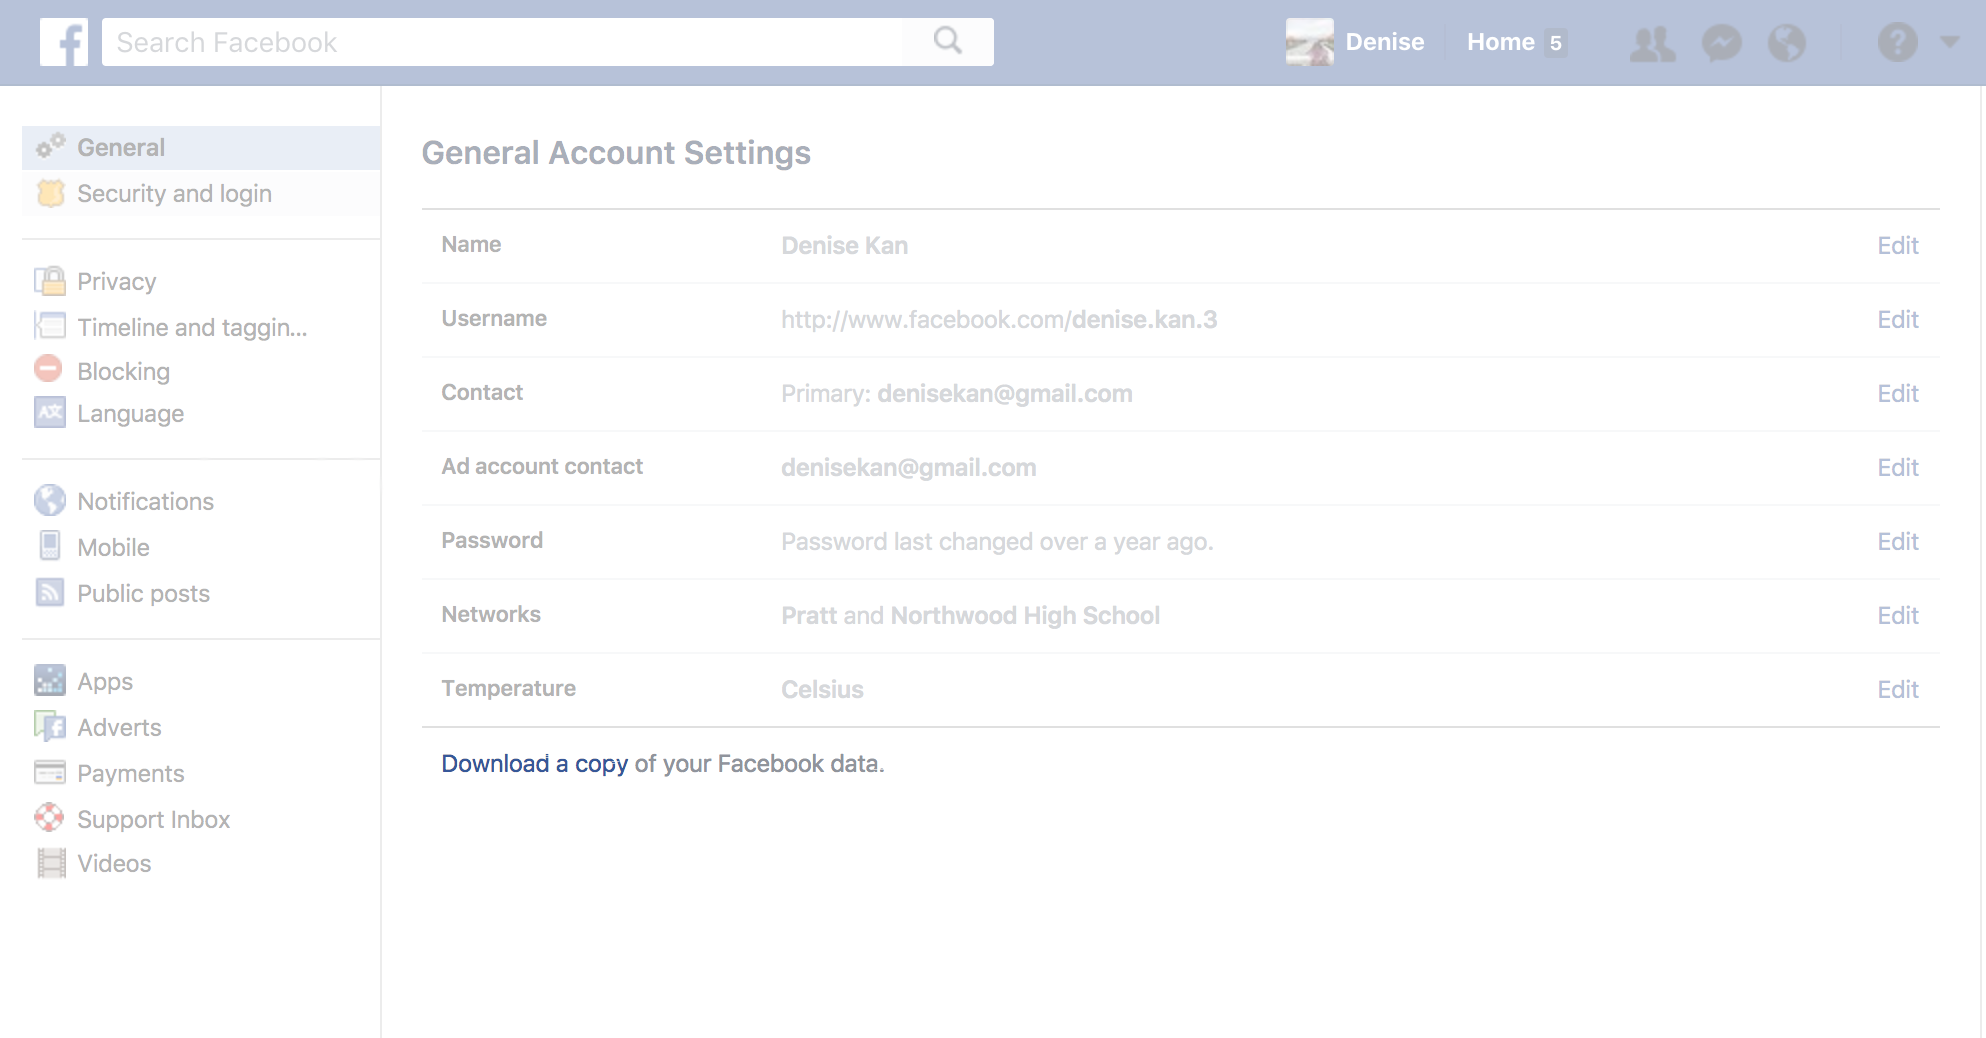 f
Search Facebook
Denise
Home 5
?
General
Security and login
Privacy
Timeline and taggin...
Blocking
Language
Notifications
Mobile
Public posts
Apps
Adverts
Payments
Support Inbox
Videos
General Account Settings
Name Denise Kan Edit
Username http://www.facebook.com/denise.kan.3 Edit
Contact Primary: denisekan@gmail.com Edit
Ad account contact denisekan@gmail.com Edit
Password Password last changed over a year ago. Edit
Networks Pratt and Northwood High School Edit
Temperature Celsius Edit
Download a copy of your Facebook data.